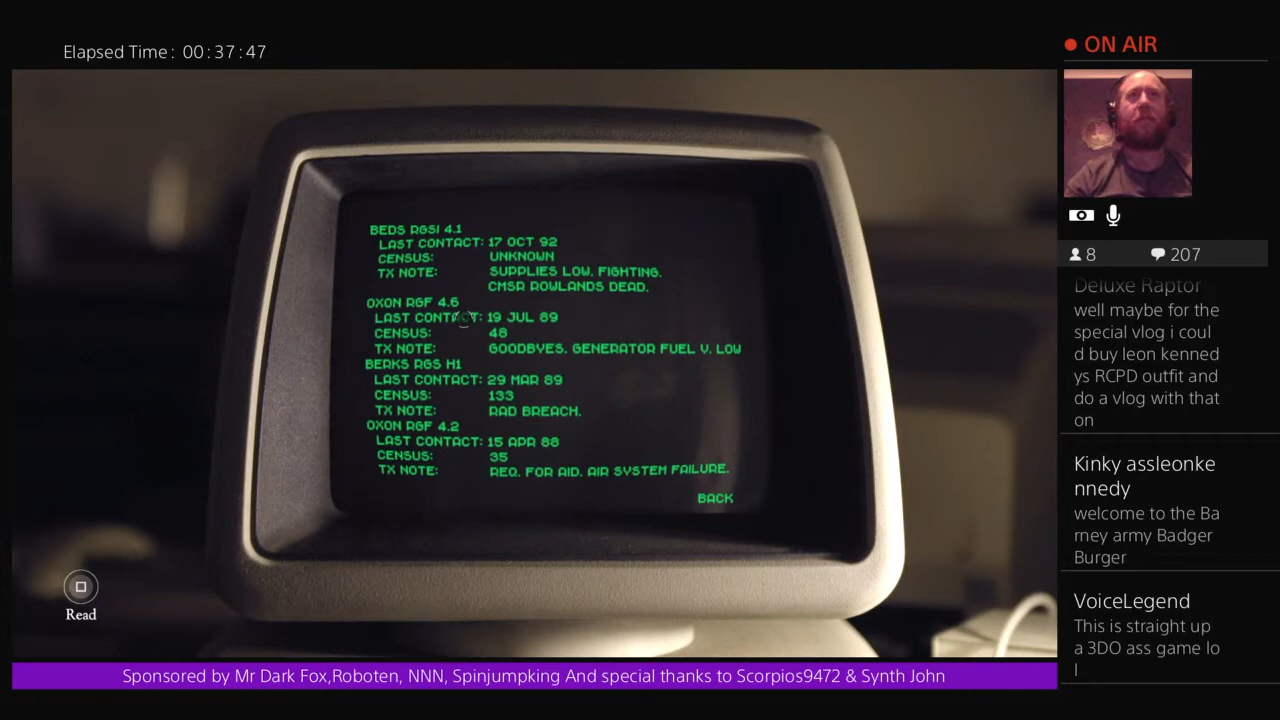 Elapsed Time: 00:37:47
ON AIR
BEDS RGSI 4.1
LAST CONTACT: 17 OCT 92
CENSUS: UNKNOWN
TX NOTE: SUPPLIES LOW. FIGHTING.
CMSR ROWLANDS DEAD.
OXON RGF 4.6
LAST CONTACT: 19 JUL 89
CENSUS: 48
TX NOTE: GOODBYES. GENERATOR FUEL V. LOW
BERKS RGS H1
LAST CONTACT: 29 MAR 89
CENSUS: 133
TX NOTE: RAD BREACH.
OXON RGF 4.2
LAST CONTACT: 15 APR 88
CENSUS: 35
TX NOTE: REQ. FOR AID. AIR SYSTEM FAILURE.
BACK
Read
Sponsored by Mr Dark Fox,Roboten, NNN, Spinjumpking And special thanks to Scorpios9472 & Synth John
8 207
Deluxe Raptor
well maybe for the
special vlog i coul
d buy leon kenned
ys RCPD outfit and
do a vlog with that
on
Kinky assleonke
nnedy
welcome to the Ba
rney army Badger
Burger
VoiceLegend
This is straight up
a 3DO ass game lo
l